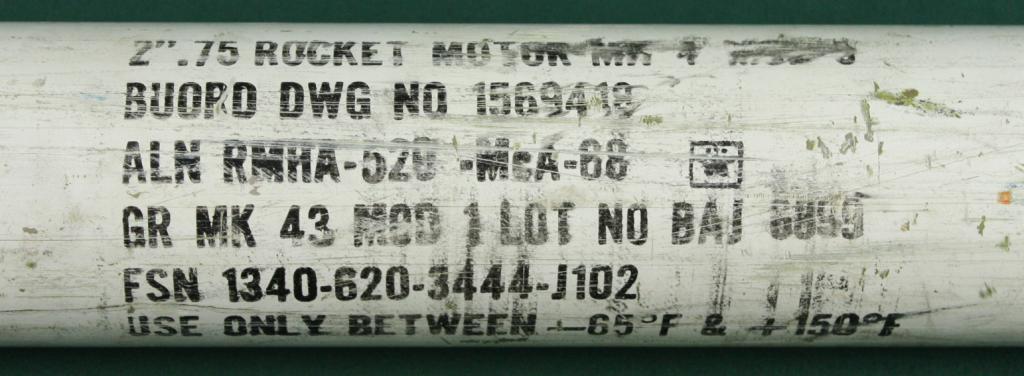 2".75 ROCKET MOTOR MK 4
BUORD DWG NO 1569419
ALN RMHA-520 -McA-68
GR MK 43 MOD 1 LOT NO BAJ
FSN 1340-620-3444-J102
USE ONLY BETWEEN -65°F & +150°F